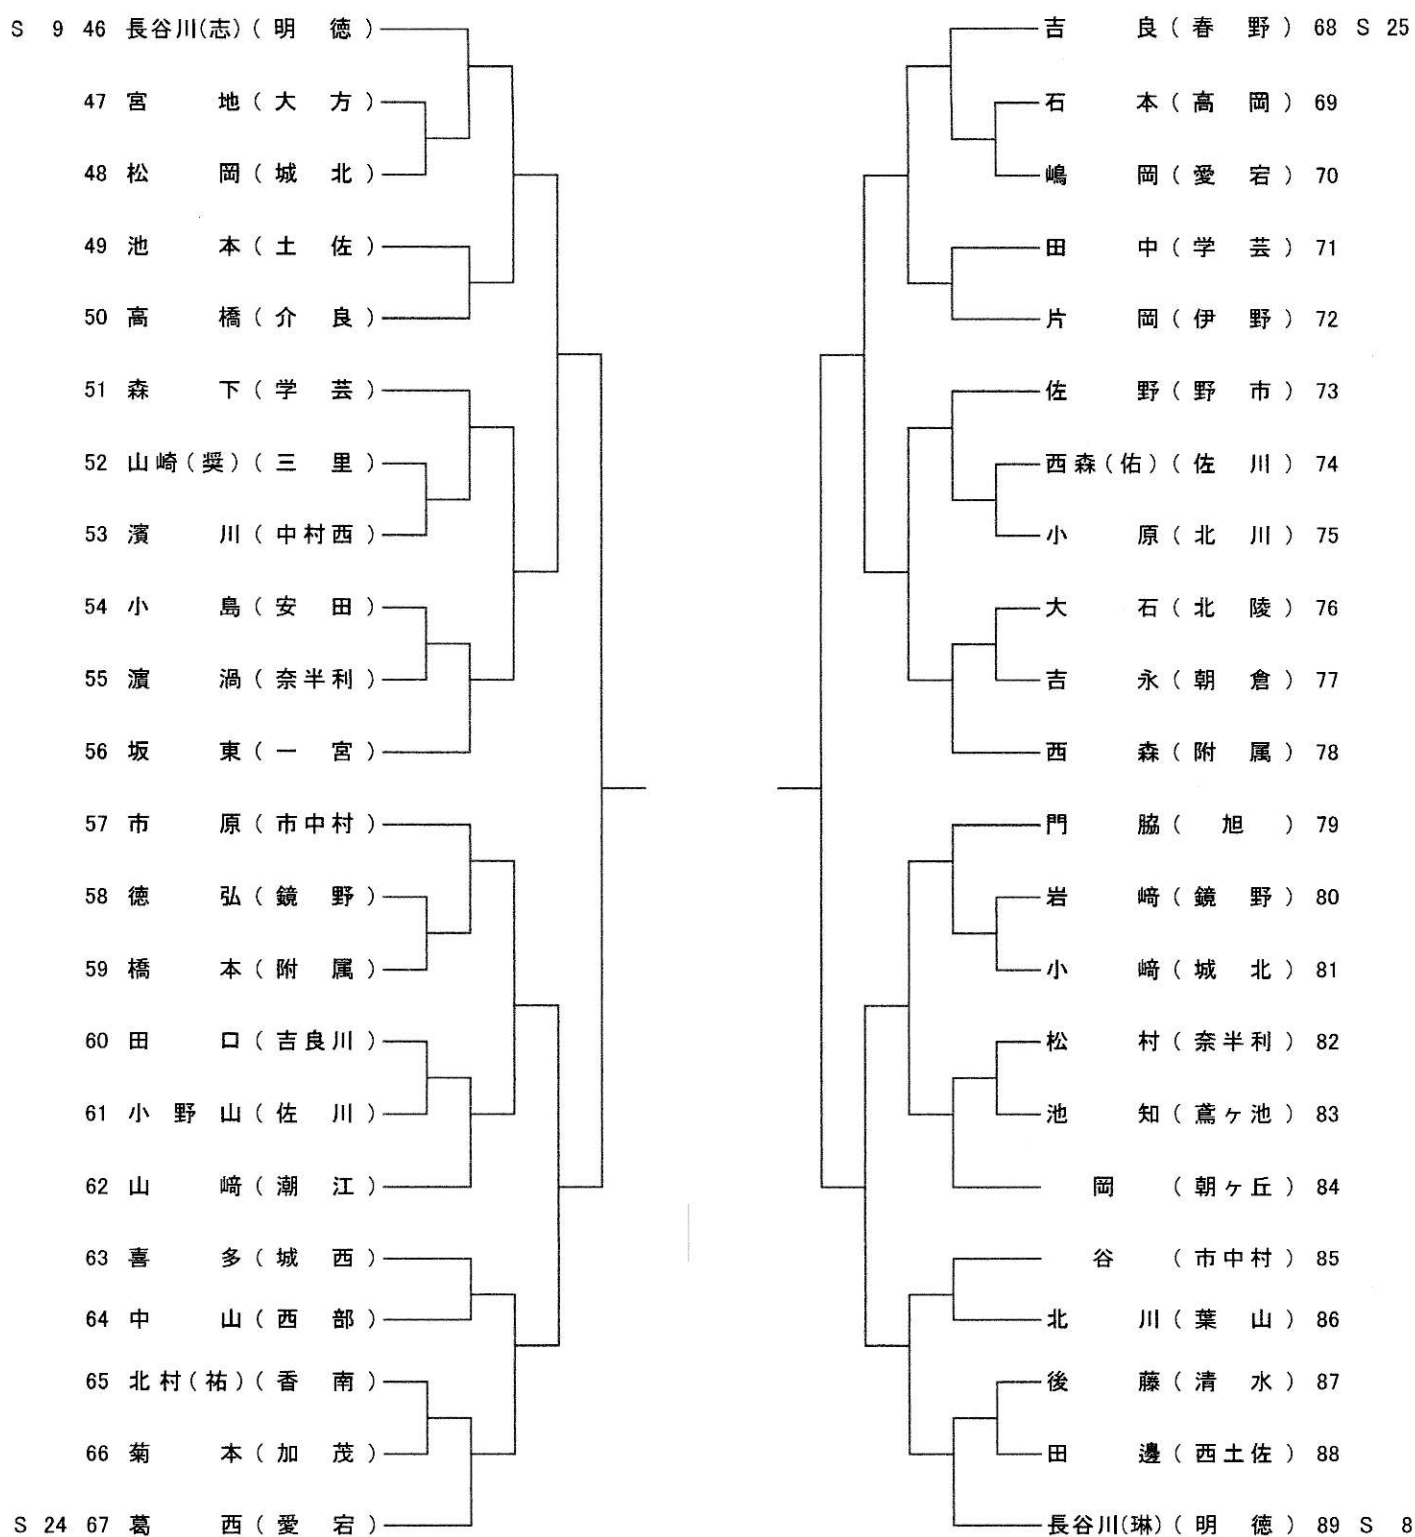 S 9 46 長谷川(志)(明 徳)
47 宮 地(大 方)
48 松 岡(城 北)
49 池 本(土 佐)
50 高 橋(介 良)
51 森 下(学 芸)
52 山崎(奨)(三 里)
53 濱 川(中村西)
54 小 島(安 田)
55 濵 渦(奈半利)
56 坂 東(一 宮)
57 市 原(市中村)
58 徳 弘(鏡 野)
59 橋 本(附 属)
60 田 口(吉良川)
61 小 野 山(佐 川)
62 山 﨑(潮 江)
63 喜 多(城 西)
64 中 山(西 部)
65 北村(祐)(香 南)
66 菊 本(加 茂)
S 24 67 葛 西(愛 宕)
吉 良(春 野) 68 S 25
石 本(高 岡) 69
嶋 岡(愛 宕) 70
田 中(学 芸) 71
片 岡(伊 野) 72
佐 野(野 市) 73
西森(佑)(佐 川) 74
小 原(北 川) 75
大 石(北 陵) 76
吉 永(朝 倉) 77
西 森(附 属) 78
門 脇( 旭 ) 79
岩 﨑(鏡 野) 80
小 﨑(城 北) 81
松 村(奈半利) 82
池 知(鳶ヶ池) 83
岡 (朝ヶ丘) 84
谷 (市中村) 85
北 川(葉 山) 86
後 藤(清 水) 87
田 邊(西土佐) 88
長谷川(琳)(明 徳) 89 S 8